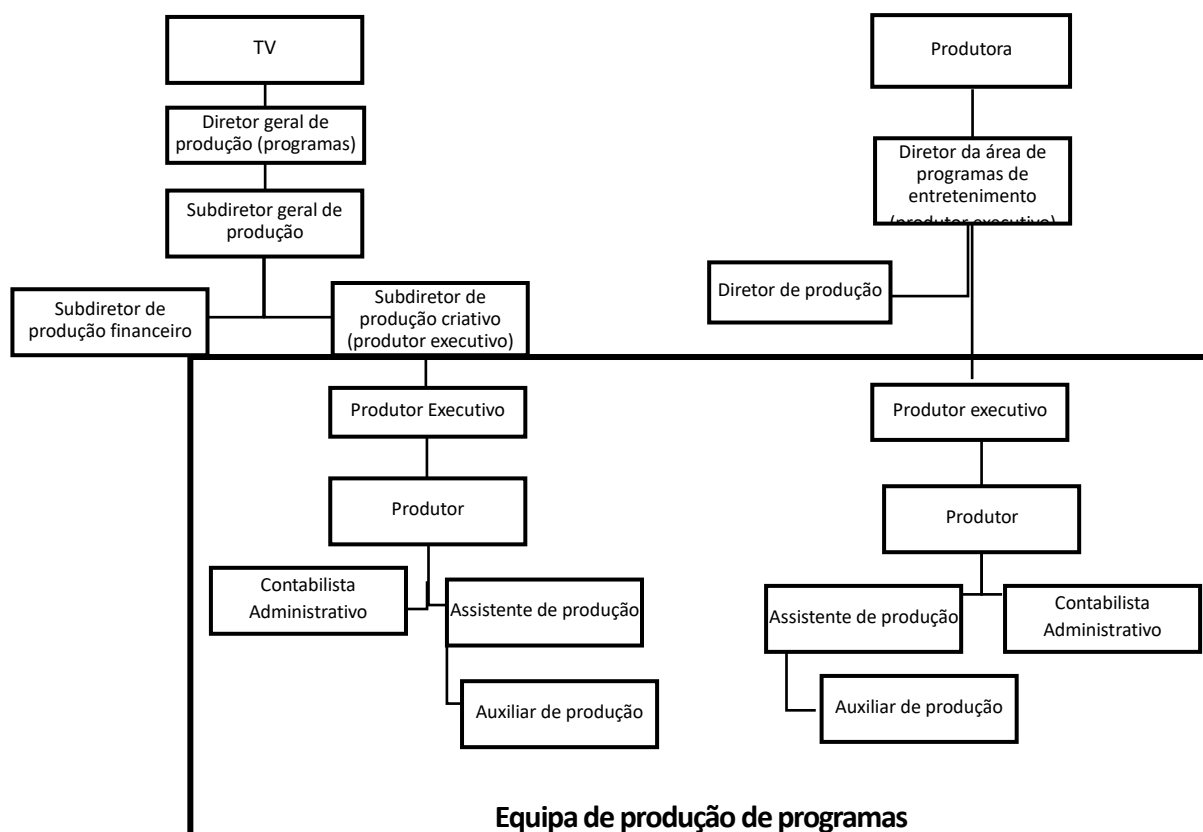 TV
Diretor geral de
produção (programas)
Subdiretor geral de
produção
Subdiretor de
produção financeiro
Subdiretor de
produção criativo
(produtor executivo)
Produtor Executivo
Produtor
Contabilista
Administrativo
Assistente de produção
Auxiliar de produção
Produtora
Diretor da área de
programas de
entretenimento
(produtor executivo)
Diretor de produção
Produtor executivo
Produtor
Assistente de produção
Contabilista
Administrativo
Auxiliar de produção
Equipa de produção de programas